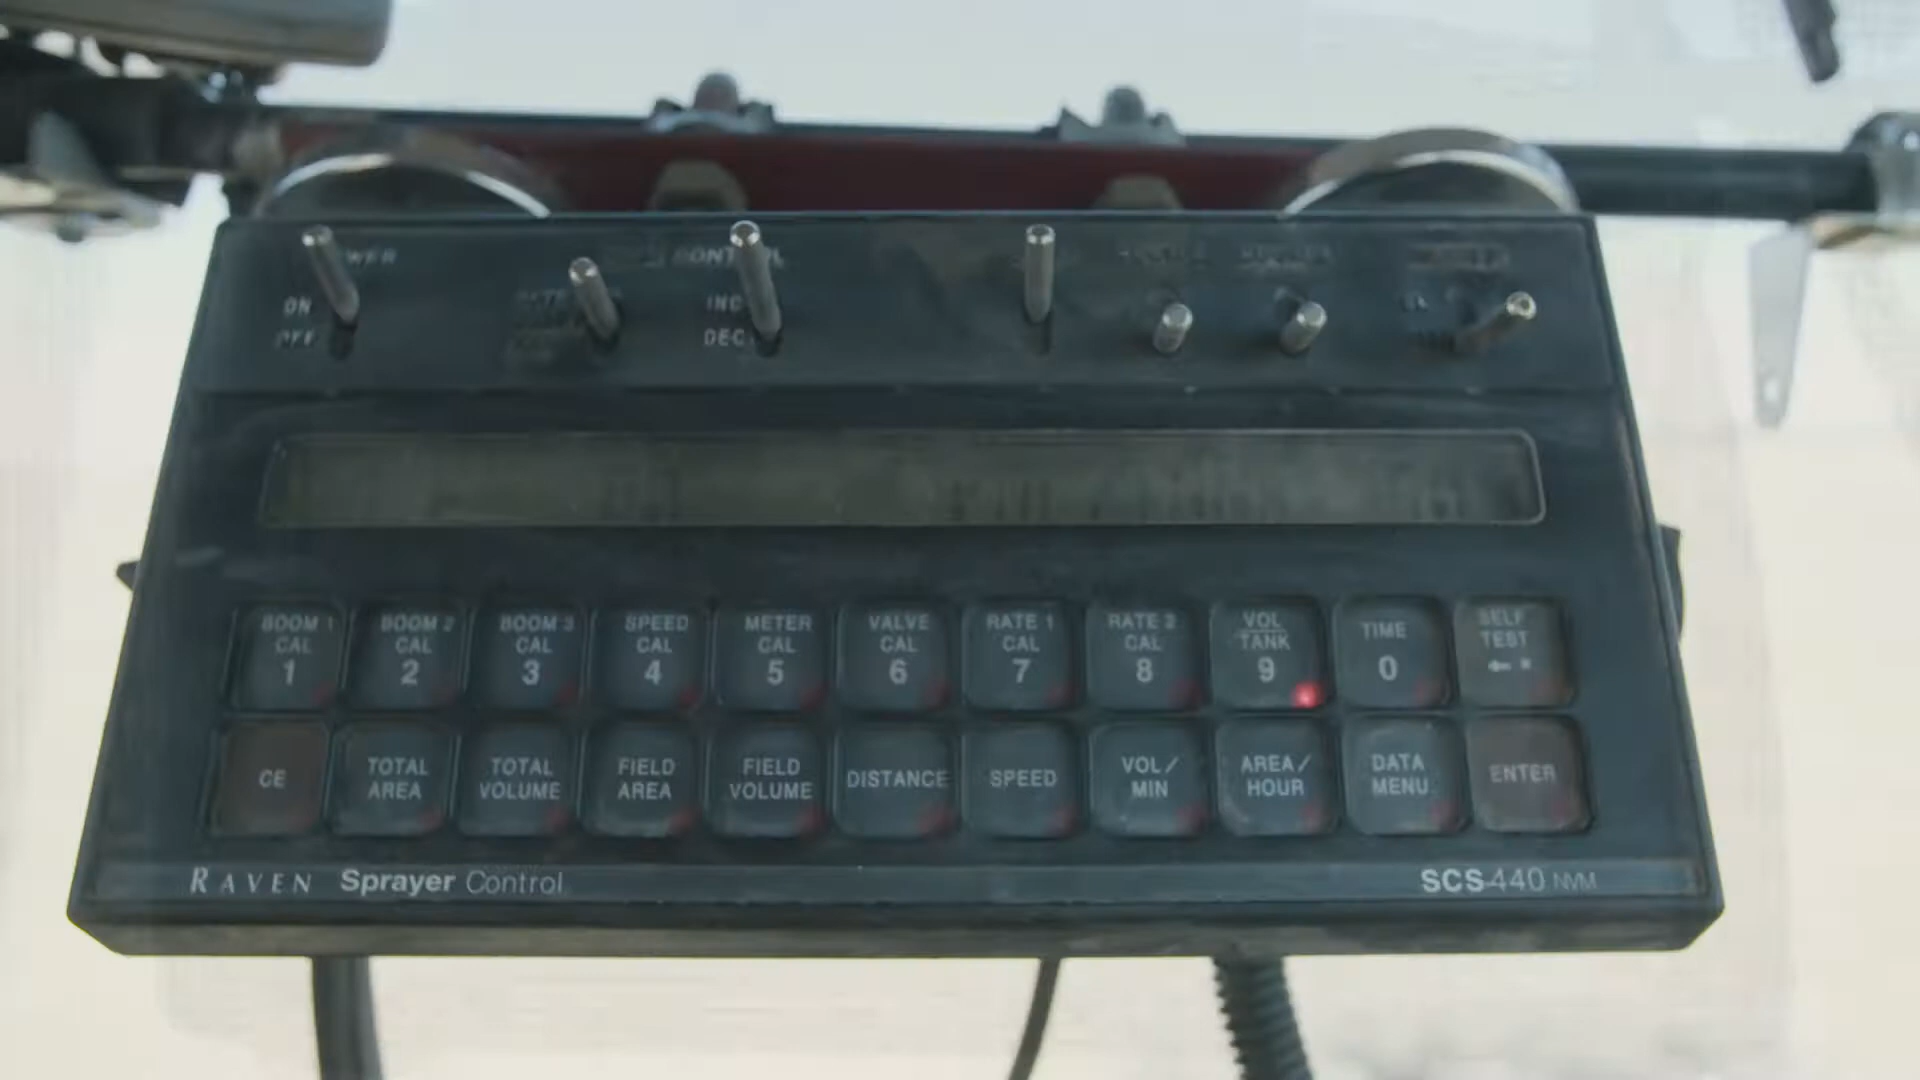 POWER
CONTROL
ON
INC
OFF
DEC
BOOM 1 CAL 1
BOOM 2 CAL 2
BOOM 3 CAL 3
SPEED CAL 4
METER CAL 5
VALVE CAL 6
RATE 1 CAL 7
RATE 2 CAL 8
VOL TANK 9
TIME 0
SELF TEST
CE
TOTAL AREA
TOTAL VOLUME
FIELD AREA
FIELD VOLUME
DISTANCE
SPEED
VOL/ MIN
AREA/ HOUR
DATA MENU
ENTER
RAVEN Sprayer Control
SCS-440 NVM